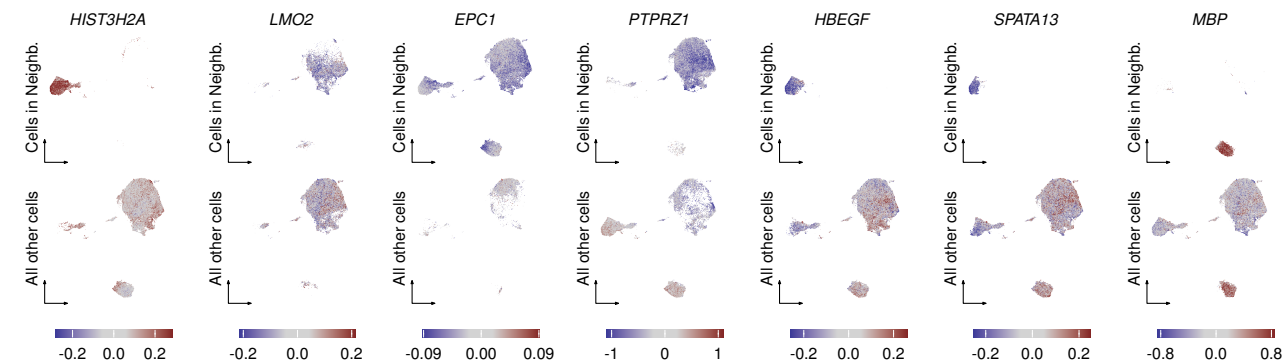 HIST3H2A LMO2 EPC1 PTPRZ1 HBEGF SPATA13 MBP
Cells in Neighb. Cells in Neighb. Cells in Neighb. Cells in Neighb. Cells in Neighb. Cells in Neighb. Cells in Neighb.
All other cells All other cells All other cells All other cells All other cells All other cells All other cells
-0.2 0.0 0.2 -0.2 0.0 0.2 -0.09 0.00 0.09 -1 0 1 -0.2 0.0 0.2 -0.2 0.0 0.2 -0.8 0.0 0.8